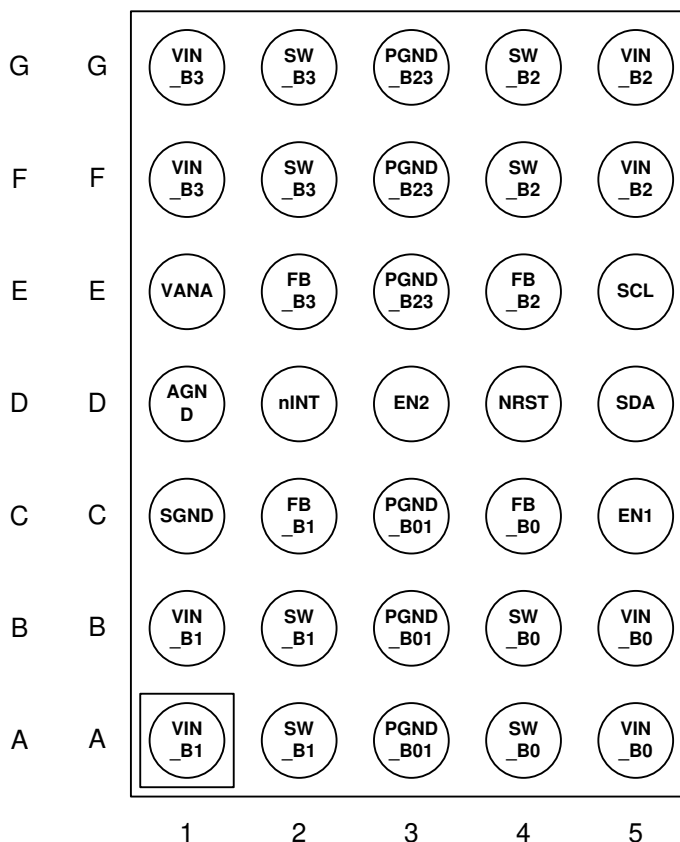 G G VIN SW PGND SW VIN
_B3 _B3 _B23 _B2 _B2
F F VIN SW PGND SW VIN
_B3 _B3 _B23 _B2 _B2
E E VANA FB PGND FB SCL
_B3 _B23 _B2
D D AGN nINT EN2 NRST SDA
D
C C SGND FB PGND FB EN1
_B1 _B01 _B0
B B VIN SW PGND SW VIN
_B1 _B1 _B01 _B0 _B0
A A VIN SW PGND SW VIN
_B1 _B1 _B01 _B0 _B0
1 2 3 4 5